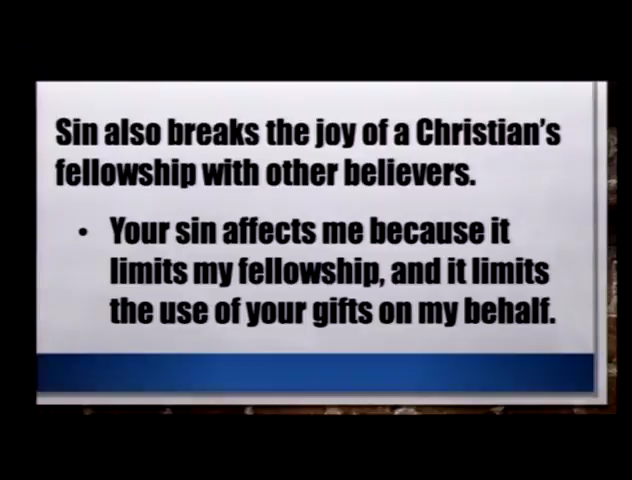 Sin also breaks the joy of a Christian's
fellowship with other believers.
• Your sin affects me because it
limits my fellowship, and it limits
the use of your gifts on my behalf.